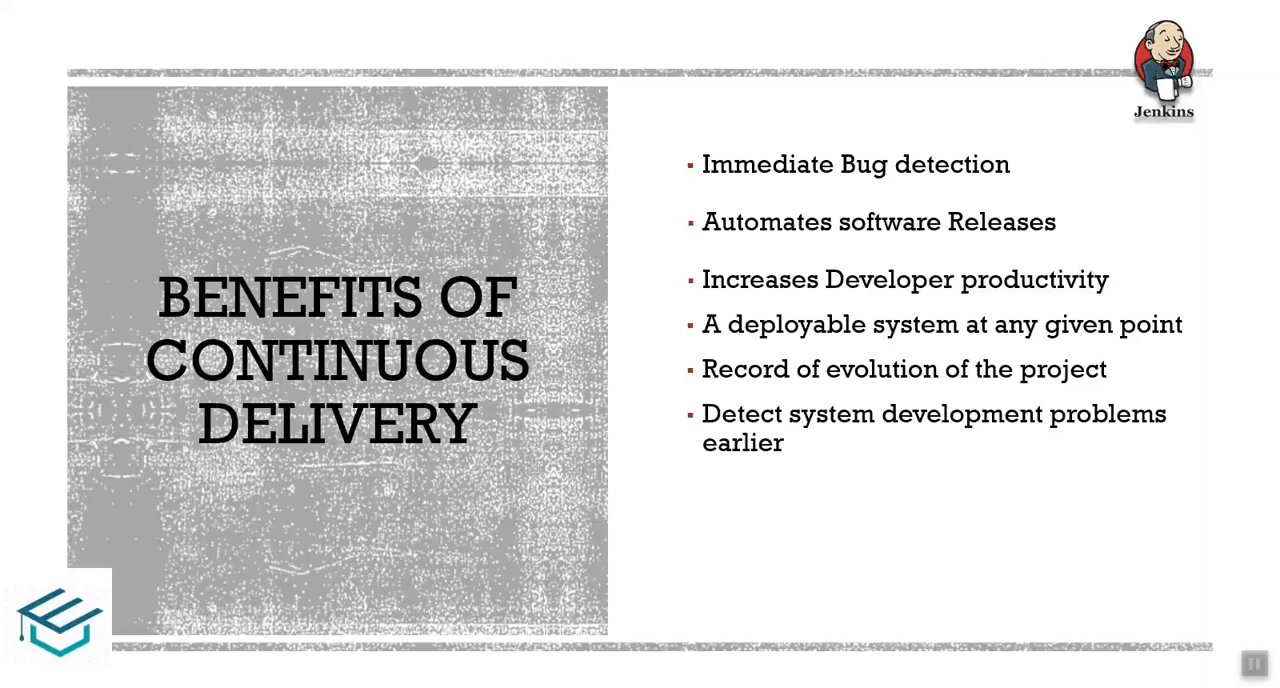 Jenkins
BENEFITS OF
CONTINUOUS
DELIVERY
▪ Immediate Bug detection
▪ Automates software Releases
▪ Increases Developer productivity
▪ A deployable system at any given point
▪ Record of evolution of the project
▪ Detect system development problems
earlier